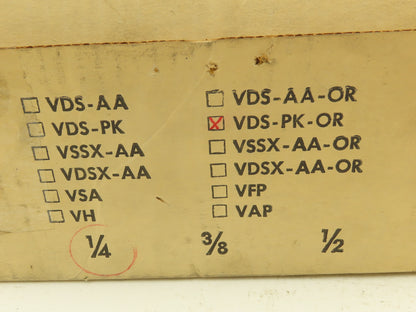 ☐ VDS-AA ☐ VDS-AA-OR
☐ VDS-PK ☒ VDS-PK-OR
☐ VSSX-AA ☐ VSSX-AA-OR
☐ VDSX-AA ☐ VDSX-AA-OR
☐ VSA ☐ VFP
☐ VH ☐ VAP
1/4 3/8 1/2